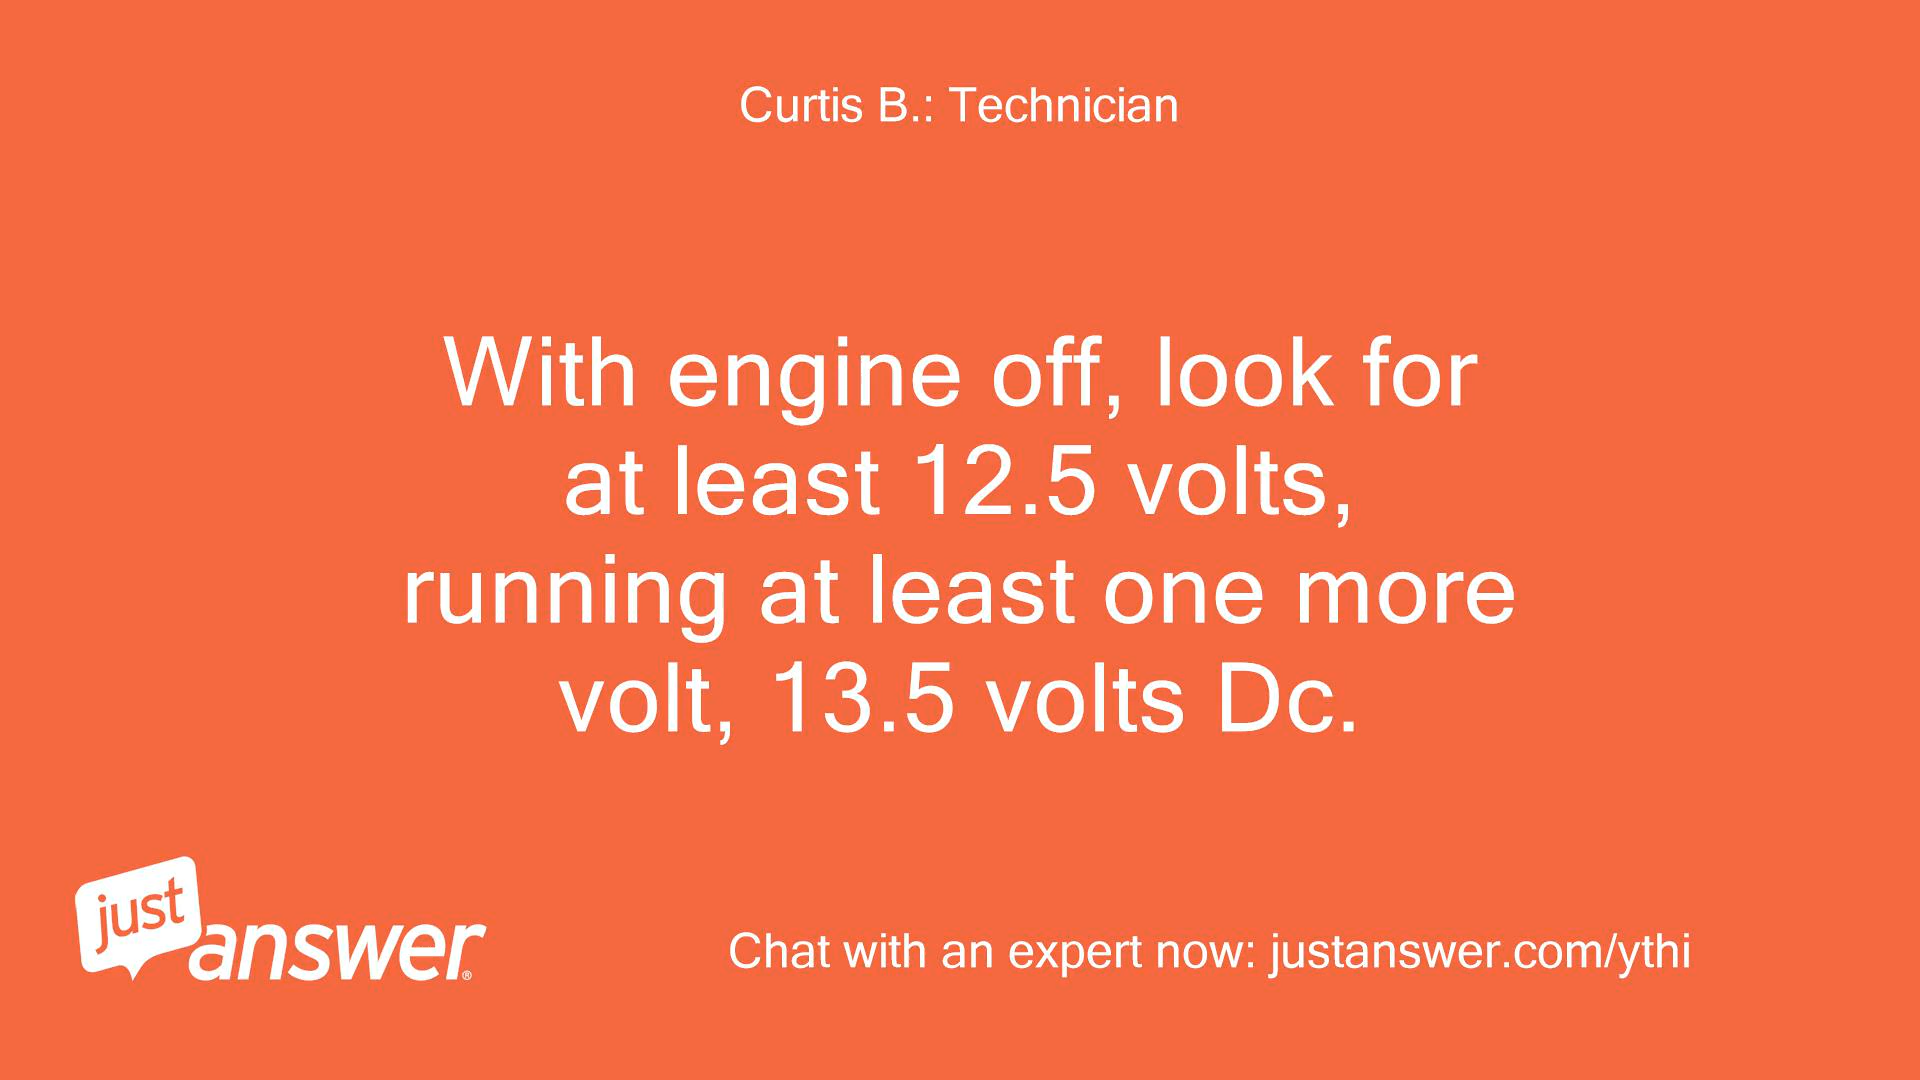 Curtis B.: Technician
With engine off, look for
at least 12.5 volts,
running at least one more
volt, 13.5 volts Dc.
just
answer®
Chat with an expert now: justanswer.com/ythi